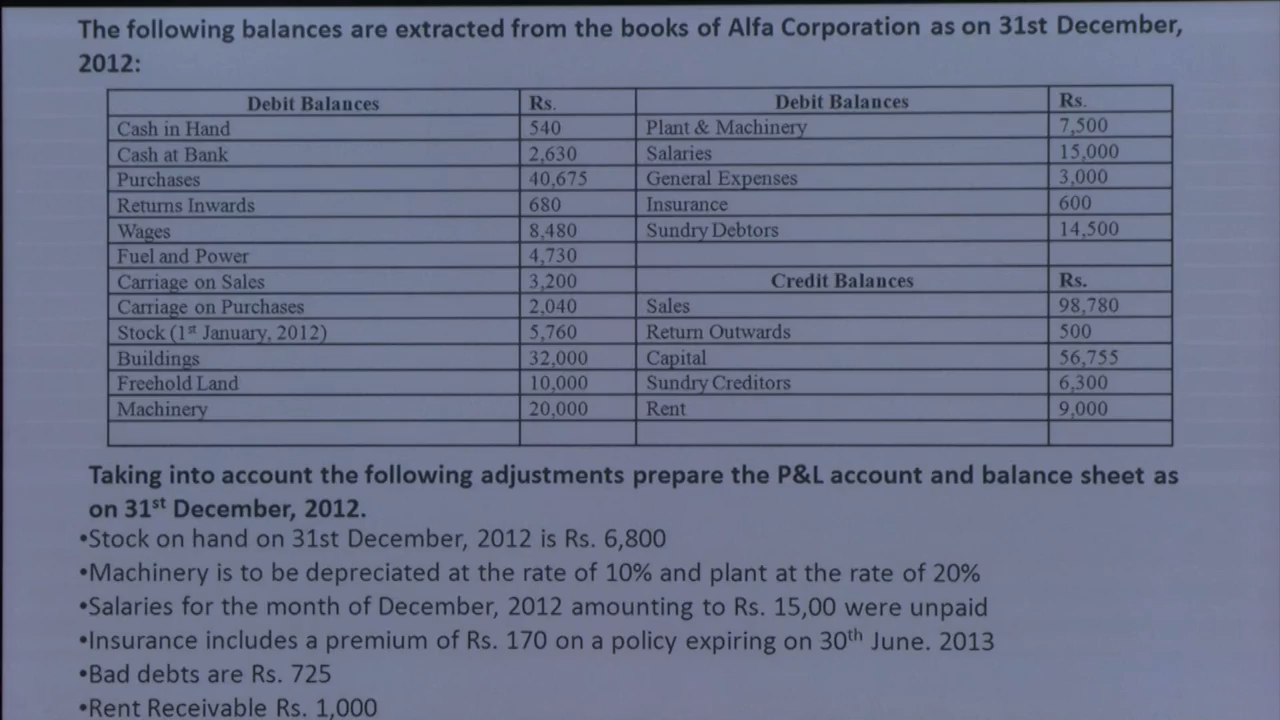 The following balances are extracted from the books of Alfa Corporation as on 31st December,
2012:
Debit Balances Rs. Debit Balances Rs.
Cash in Hand 540 Plant & Machinery 7,500
Cash at Bank 2,630 Salaries 15,000
Purchases 40,675 General Expenses 3,000
Returns Inwards 680 Insurance 600
Wages 8,480 Sundry Debtors 14,500
Fuel and Power 4,730
Carriage on Sales 3,200 Credit Balances Rs.
Carriage on Purchases 2,040 Sales 98,780
Stock (1st January, 2012) 5,760 Return Outwards 500
Buildings 32,000 Capital 56,755
Freehold Land 10,000 Sundry Creditors 6,300
Machinery 20,000 Rent 9,000
Taking into account the following adjustments prepare the P&L account and balance sheet as
on 31st December, 2012.
•Stock on hand on 31st December, 2012 is Rs. 6,800
•Machinery is to be depreciated at the rate of 10% and plant at the rate of 20%
•Salaries for the month of December, 2012 amounting to Rs. 15,00 were unpaid
•Insurance includes a premium of Rs. 170 on a policy expiring on 30th June. 2013
•Bad debts are Rs. 725
•Rent Receivable Rs. 1,000